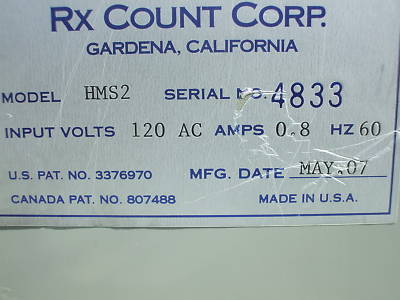 RX COUNT CORP.
GARDENA, CALIFORNIA
MODEL HMS2 SERIAL NO. 4833
INPUT VOLTS 120 AC AMPS 0.8 HZ 60
U.S. PAT. NO. 3376970 MFG. DATE MAY.07
CANADA PAT. NO. 807488 MADE IN U.S.A.